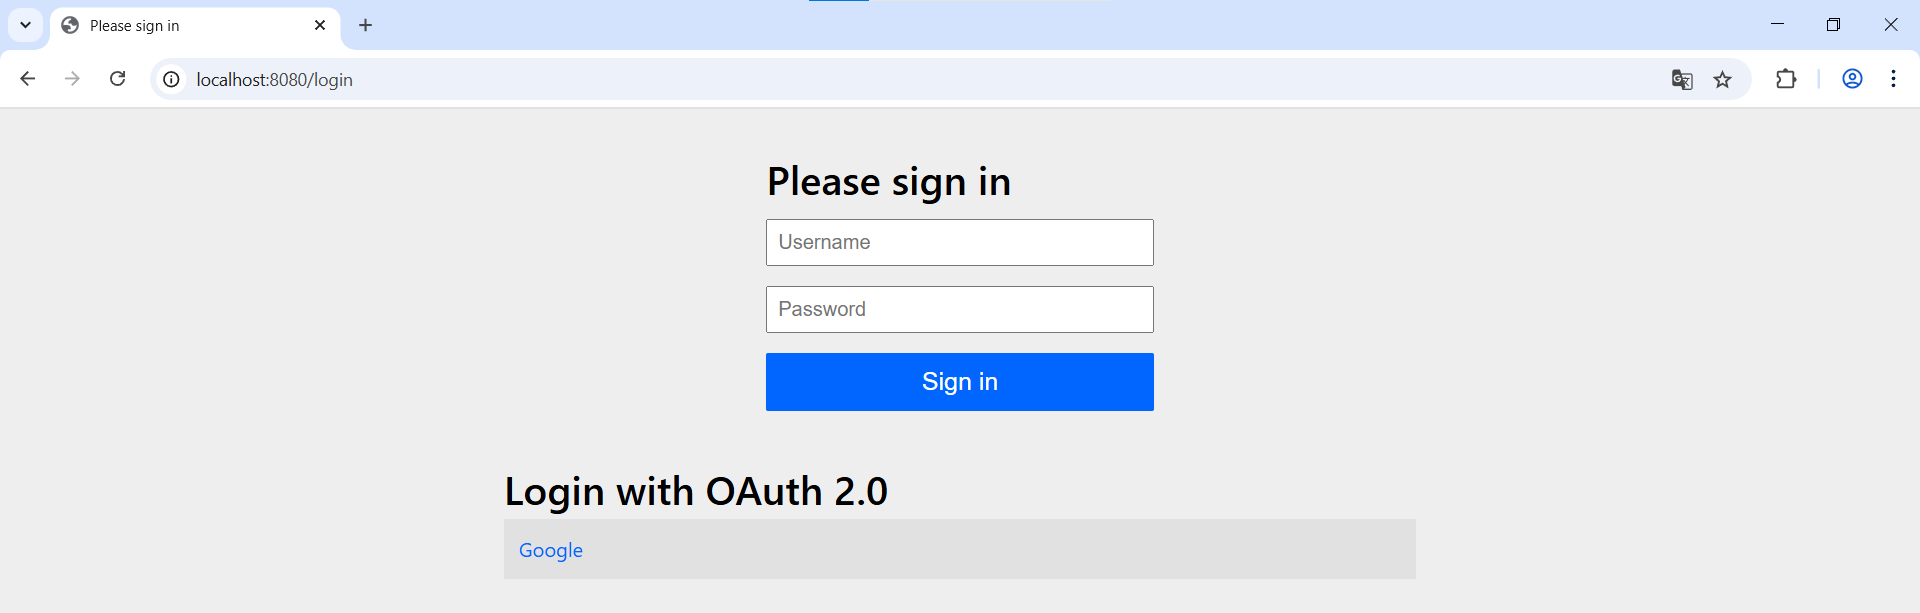 Please sign in
localhost:8080/login
Please sign in
Username
Password
Sign in
Login with OAuth 2.0
Google